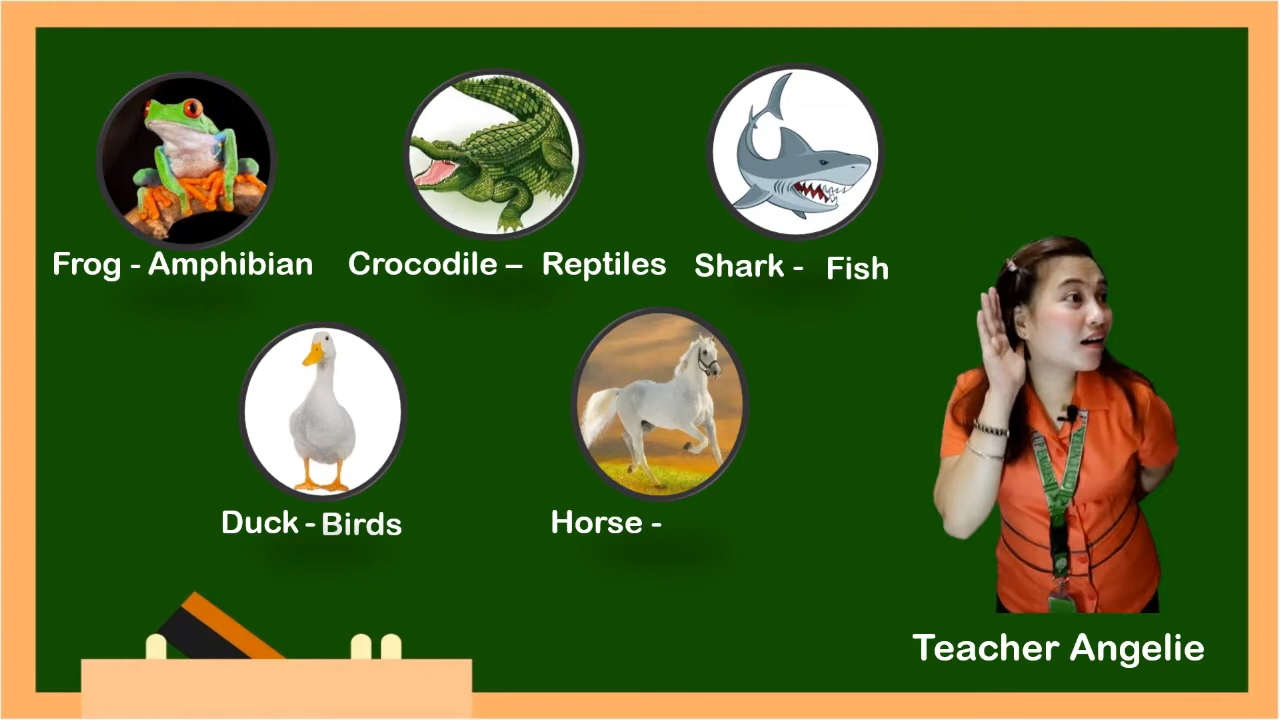 Frog - Amphibian
Crocodile – Reptiles
Shark - Fish
Duck - Birds
Horse -
Teacher Angelie